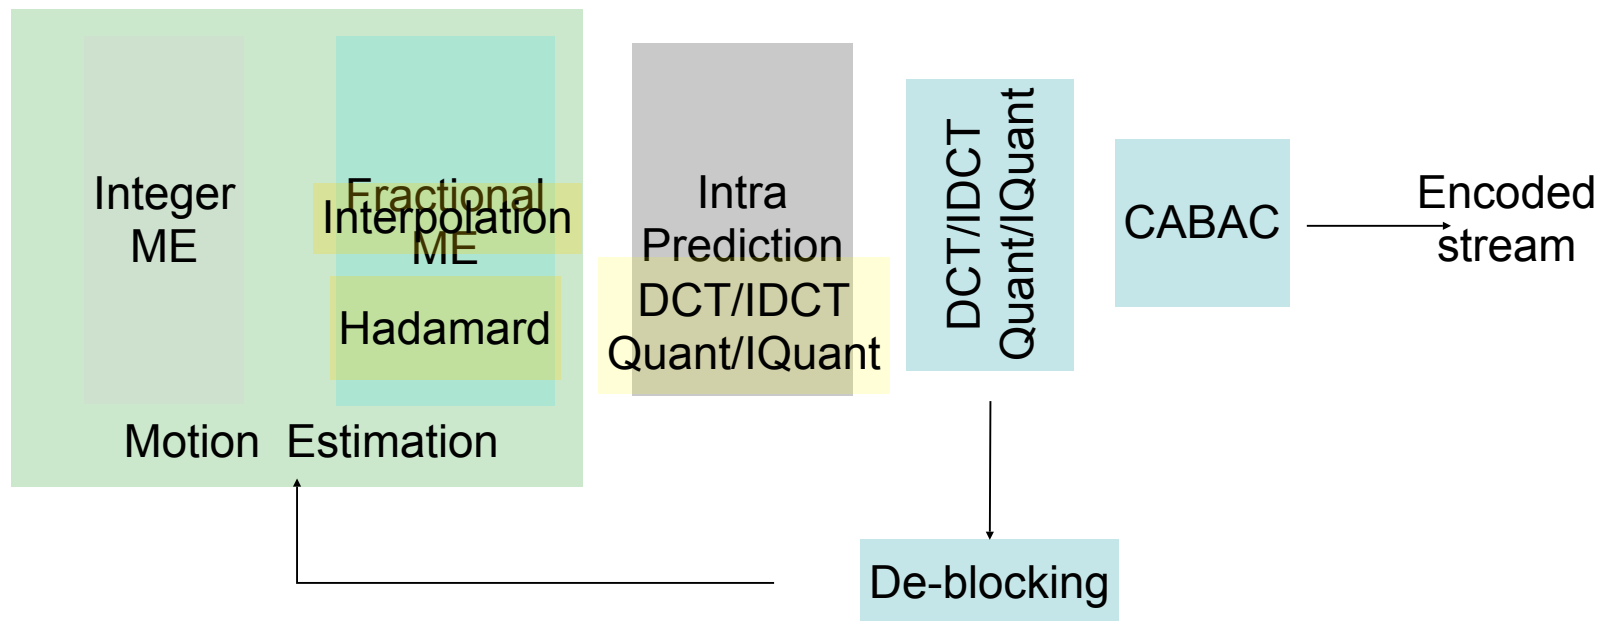 Integer
ME
Fractional
ME
Interpolation
Hadamard
Motion Estimation
Intra
Prediction
DCT/IDCT
Quant/IQuant
DCT/IDCT
Quant/IQuant
CABAC
Encoded
stream
De-blocking